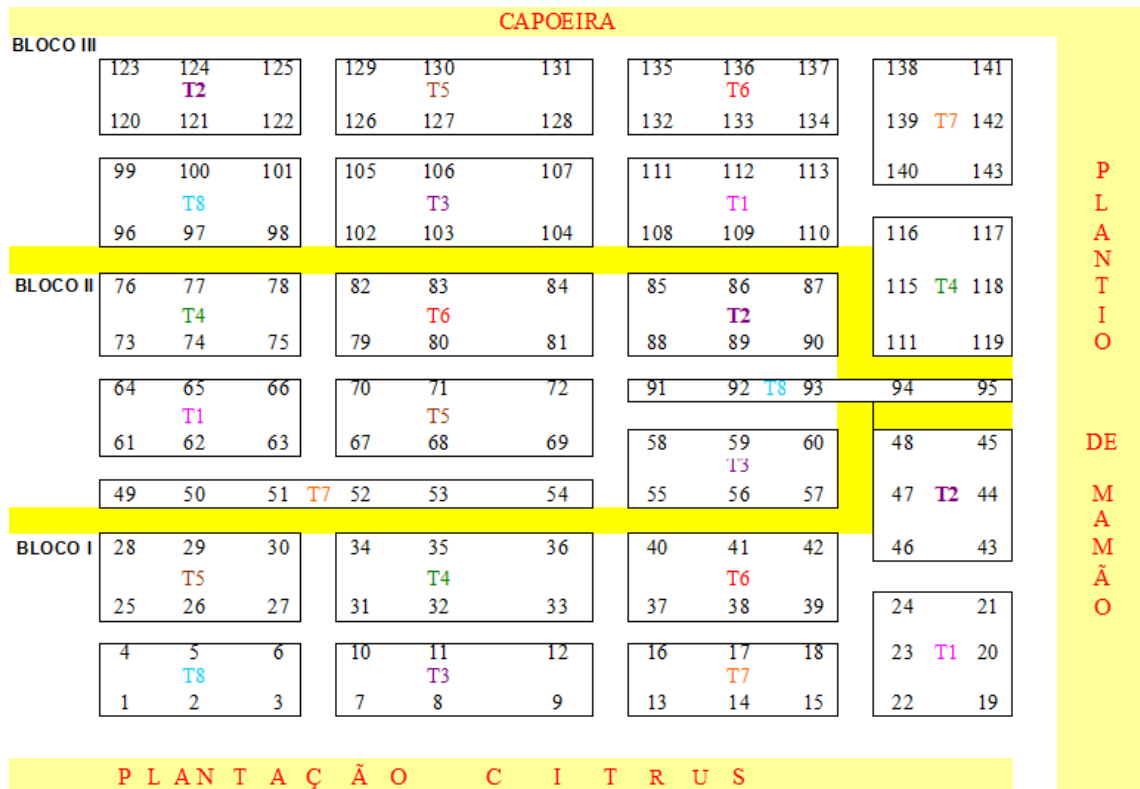 CAPOEIRA
BLOCO III
123 124 125 129 130 131 135 136 137 138 141
T2 T5 T6
120 121 122 126 127 128 132 133 134 139 T7 142
99 100 101 105 106 107 111 112 113 140 143
T8 T3 T1
96 97 98 102 103 104 108 109 110 116 117
BLOCO II 76 77 78 82 83 84 85 86 87 115 T4 118
T4 T6 T2
73 74 75 79 80 81 88 89 90 111 119
64 65 66 70 71 72 91 92 T8 93 94 95
T1 T5
61 62 63 67 68 69 58 59 60 48 45
T3
49 50 51 T7 52 53 54 55 56 57 47 T2 44
BLOCO I 28 29 30 34 35 36 40 41 42 46 43
T5 T4 T6
25 26 27 31 32 33 37 38 39 24 21
4 5 6 10 11 12 16 17 18 23 T1 20
T8 T3 T7
1 2 3 7 8 9 13 14 15 22 19
PLANTIO
DE
MAMÃO
PLANTAÇÃO CITRUS